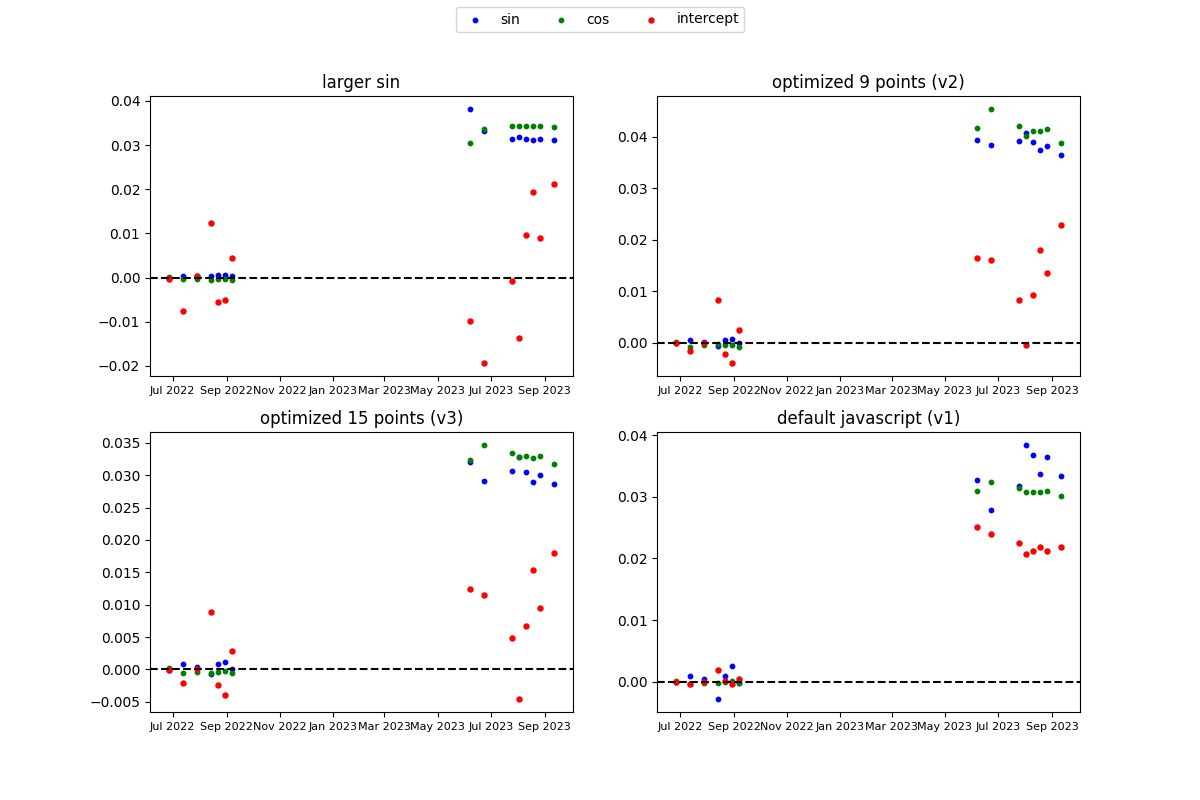 sin cos intercept
larger sin
0.04
0.03
0.02
0.01
0.00
−0.01
−0.02
Jul 2022 Sep 2022 Nov 2022 Jan 2023 Mar 2023 May 2023 Jul 2023 Sep 2023
optimized 9 points (v2)
0.04
0.03
0.02
0.01
0.00
Jul 2022 Sep 2022 Nov 2022 Jan 2023 Mar 2023 May 2023 Jul 2023 Sep 2023
optimized 15 points (v3)
0.035
0.030
0.025
0.020
0.015
0.010
0.005
0.000
−0.005
Jul 2022 Sep 2022 Nov 2022 Jan 2023 Mar 2023 May 2023 Jul 2023 Sep 2023
default javascript (v1)
0.04
0.03
0.02
0.01
0.00
Jul 2022 Sep 2022 Nov 2022 Jan 2023 Mar 2023 May 2023 Jul 2023 Sep 2023